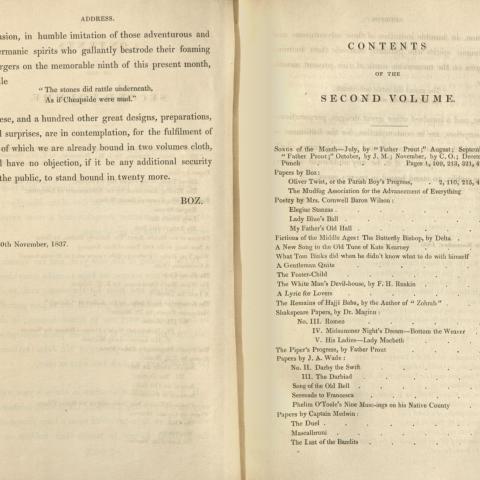 ADDRESS.
sion, in humble imitation of those adventurous and
ermanic spirits who gallantly bestrode their foaming
rgers on the memorable ninth of this present month,
le
“ The stones did rattle underneath,
As if Cheapside were mad.”
ese, and a hundred other great designs, preparations,
l surprises, are in contemplation, for the fulfilment of
of which we are already bound in two volumes cloth,
l have no objection, if it be any additional security
the public, to stand bound in twenty more.
BOZ.
0th November, 1837.
CONTENTS
OF THE
SECOND VOLUME.
Songs of the Month—July, by “ Father Prout;” August; Septem
“ Father Prout;” October, by J. M.; November, by C. O.; Decem
Punch . Pages 1, 109, 213, 321, 4
Papers by Boz:
Oliver Twist, or the Parish Boy's Progress, . 2, 110, 215, 4
The Mudfog Association for the Advancement of Everything
Poetry by Mrs. Cornwell Baron Wilson:
Elegiac Stanzas
Lady Blue's Ball
My Father's Old Hall
Fictions of the Middle Ages: The Butterfly Bishop, by Delta
A New Song to the Old Tune of Kate Kearney
What Tom Binks did when he didn't know what to do with himself
A Gentleman Quite
The Foster-Child
The White Man's Devil-house, by F. H. Rankin
A Lyric for Lovers
The Remains of Hajji Baba, by the Author of “ Zohrab ”
Shakspeare Papers, by Dr. Maginn:
No. III. Romeo
IV. Midsummer Night's Dream—Bottom the Weaver
V. His Ladies—Lady Macbeth
The Piper's Progress, by Father Prout
Papers by J. A. Wade:
No. II. Darby the Swift
III. The Darbiad
Song of the Old Bell
Serenade to Francesca
Phelim O'Toole's Nine Muse-ings on his Native County
Papers by Captain Medwin:
The Duel
Mascalbruni
The Last of the Bandits